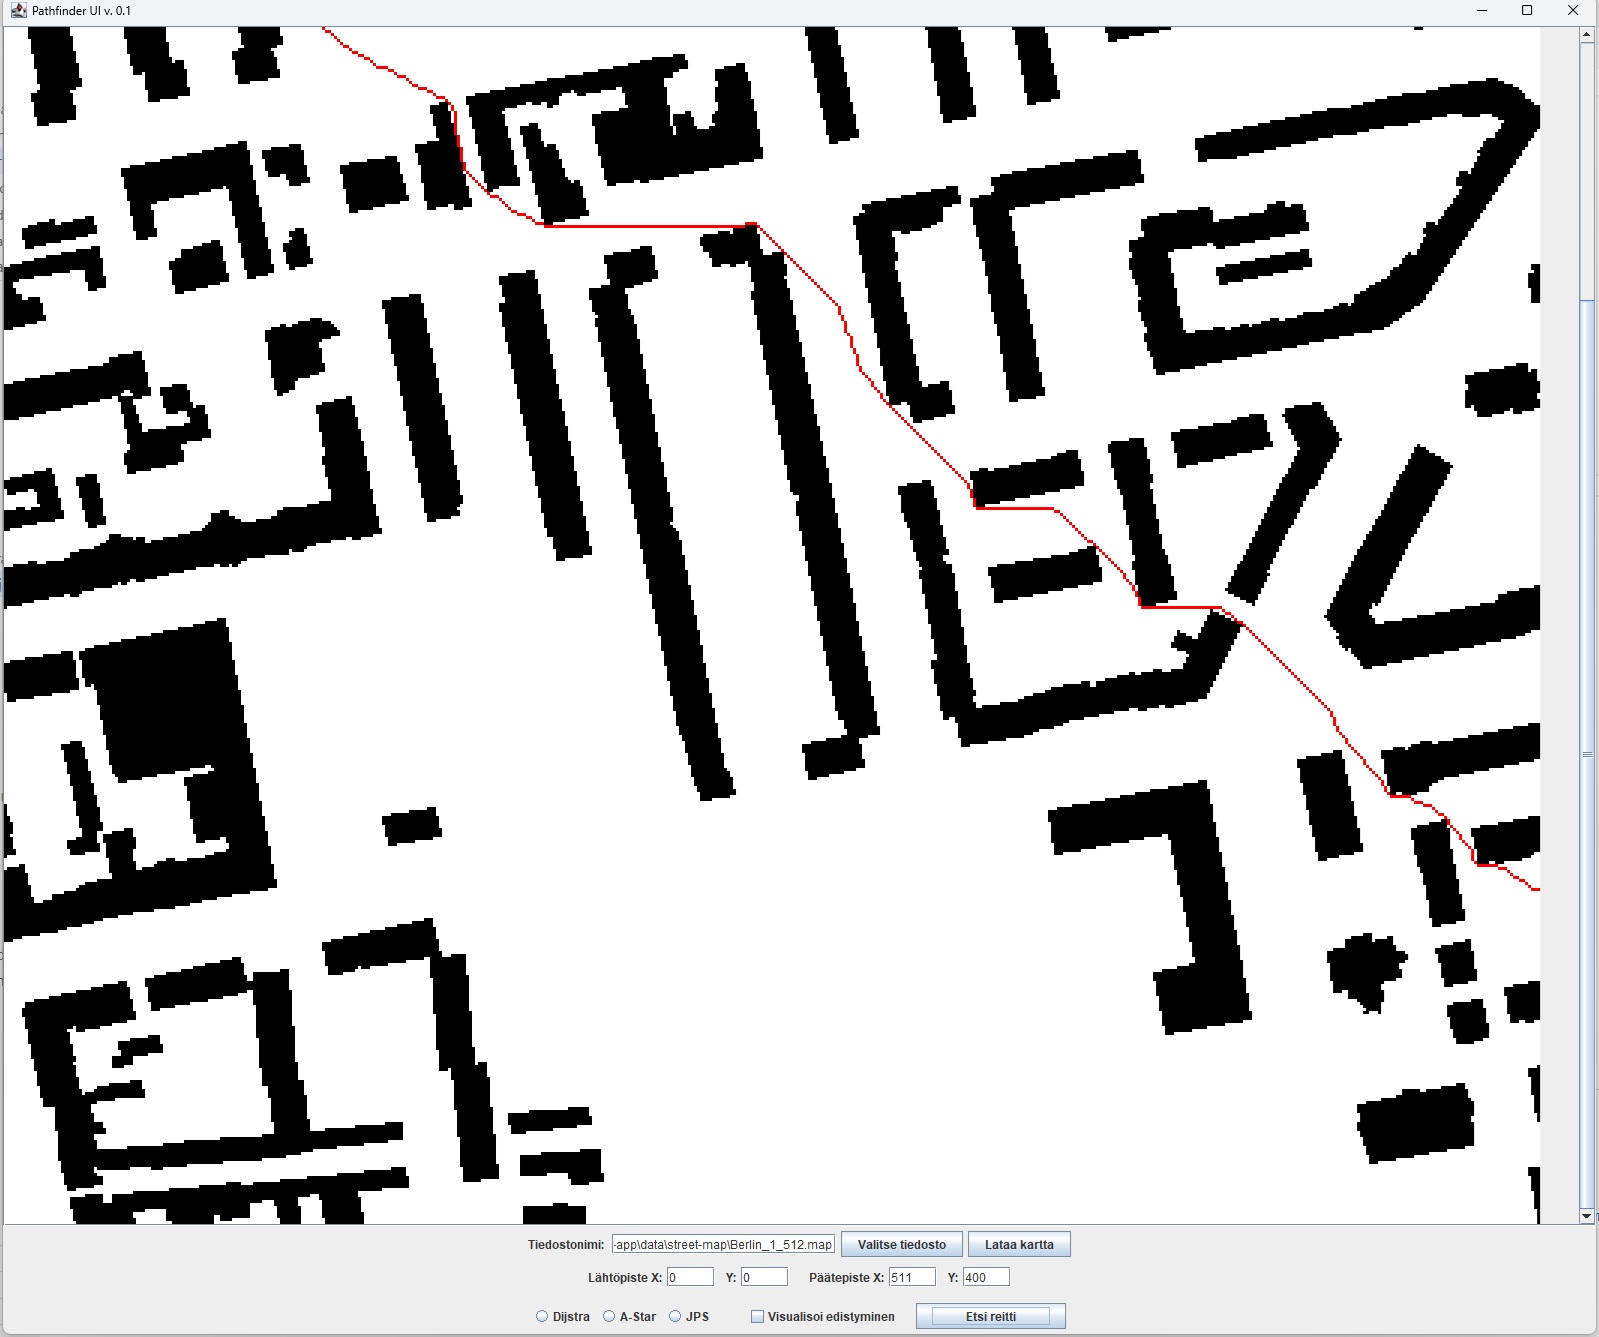 Pathfinder UI v. 0.1
Tiedostonimi: -app\data\street-map\Berlin_1_512.map Valitse tiedosto Lataa kartta
Lähtöpiste X: 0 Y: 0 Päätepiste X: 511 Y: 400
Dijstra A-Star JPS Visualisoi edistyminen Etsi reitti